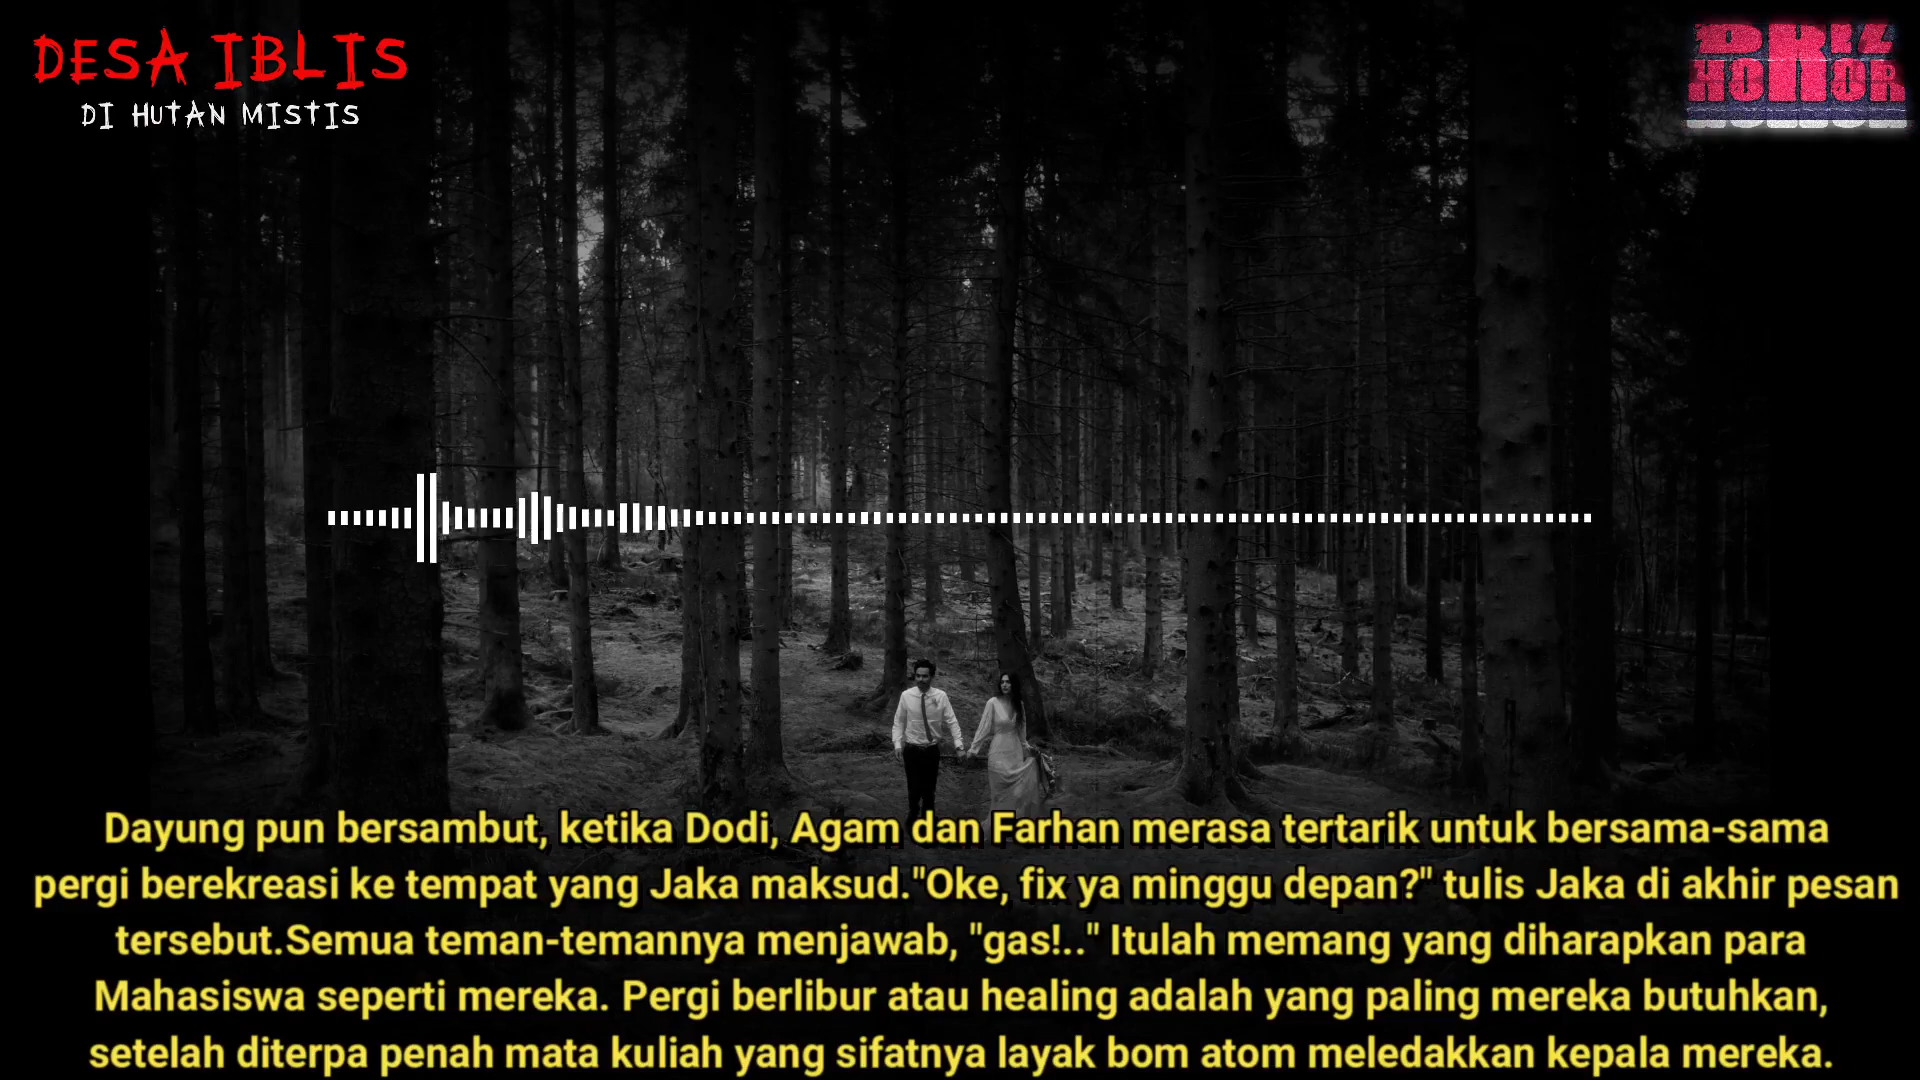 DESA IBLIS
DI HUTAN MISTIS
DRIZ
HORROR
Dayung pun bersambut, ketika Dodi, Agam dan Farhan merasa tertarik untuk bersama-sama
pergi berekreasi ke tempat yang Jaka maksud."Oke, fix ya minggu depan?" tulis Jaka di akhir pesan
tersebut.Semua teman-temannya menjawab, "gas!.." Itulah memang yang diharapkan para
Mahasiswa seperti mereka. Pergi berlibur atau healing adalah yang paling mereka butuhkan,
setelah diterpa penah mata kuliah yang sifatnya layak bom atom meledakkan kepala mereka.